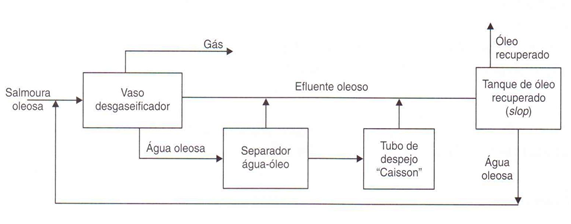 Gás
Óleo
recuperado
Salmoura
oleosa
Vaso
desgaseificador
Efluente oleoso
Tanque de óleo
recuperado
(slop)
Água oleosa
Separador
água-óleo
Tubo de
despejo
“Caisson”
Água
oleosa